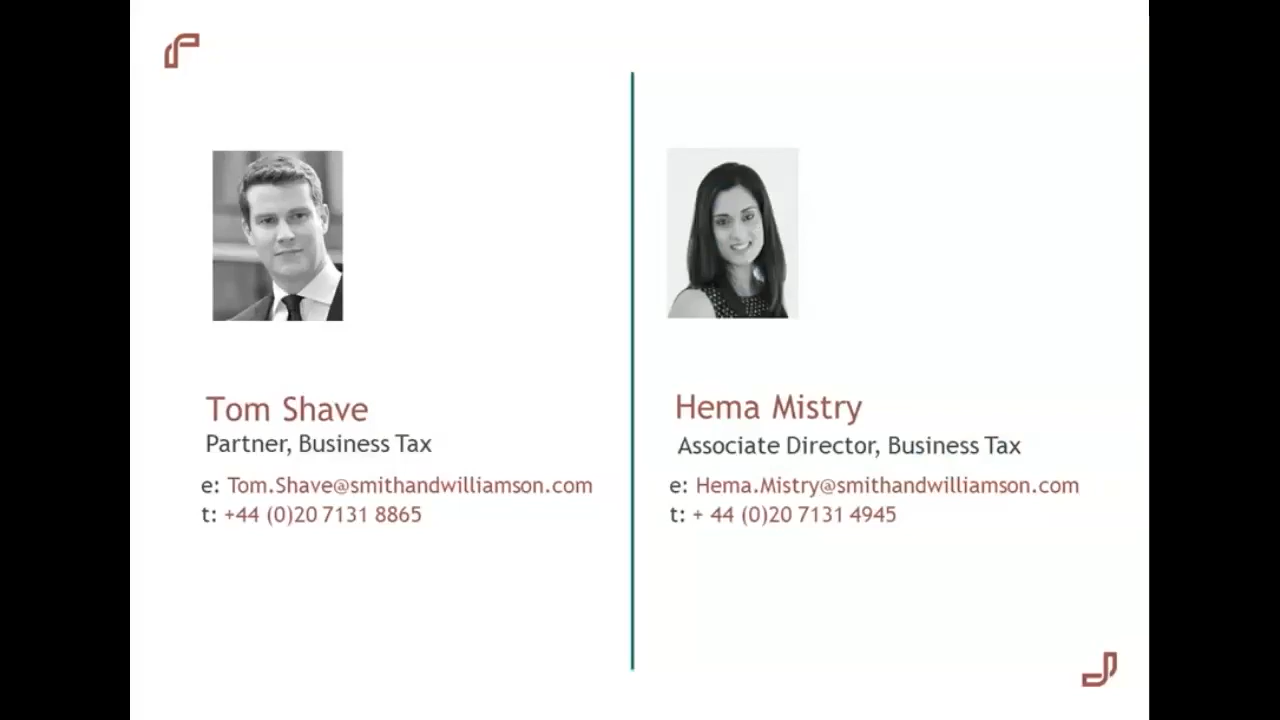 Tom Shave
Partner, Business Tax
e: Tom.Shave@smithandwilliamson.com
t: +44 (0)20 7131 8865
Hema Mistry
Associate Director, Business Tax
e: Hema.Mistry@smithandwilliamson.com
t: + 44 (0)20 7131 4945